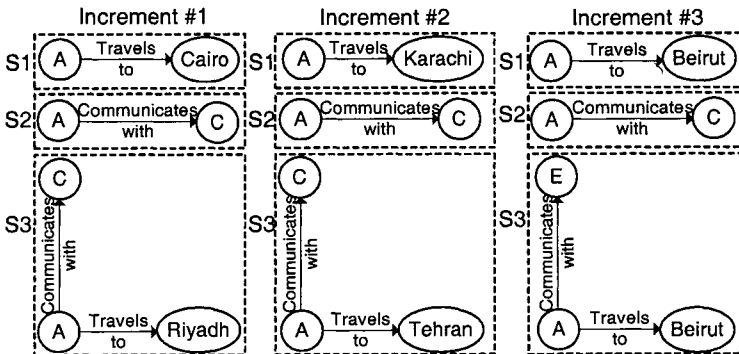 Increment #1 Increment #2 Increment #3
S1 A Travels to Cairo S1 A Travels to Karachi S1 A Travels to Beirut
S2 A Communicates with C S2 A Communicates with C S2 A Communicates with C
S3 C Communicates with A Travels to Riyadh
S3 C Communicates with A Travels to Tehran
S3 E Communicates with A Travels to Beirut